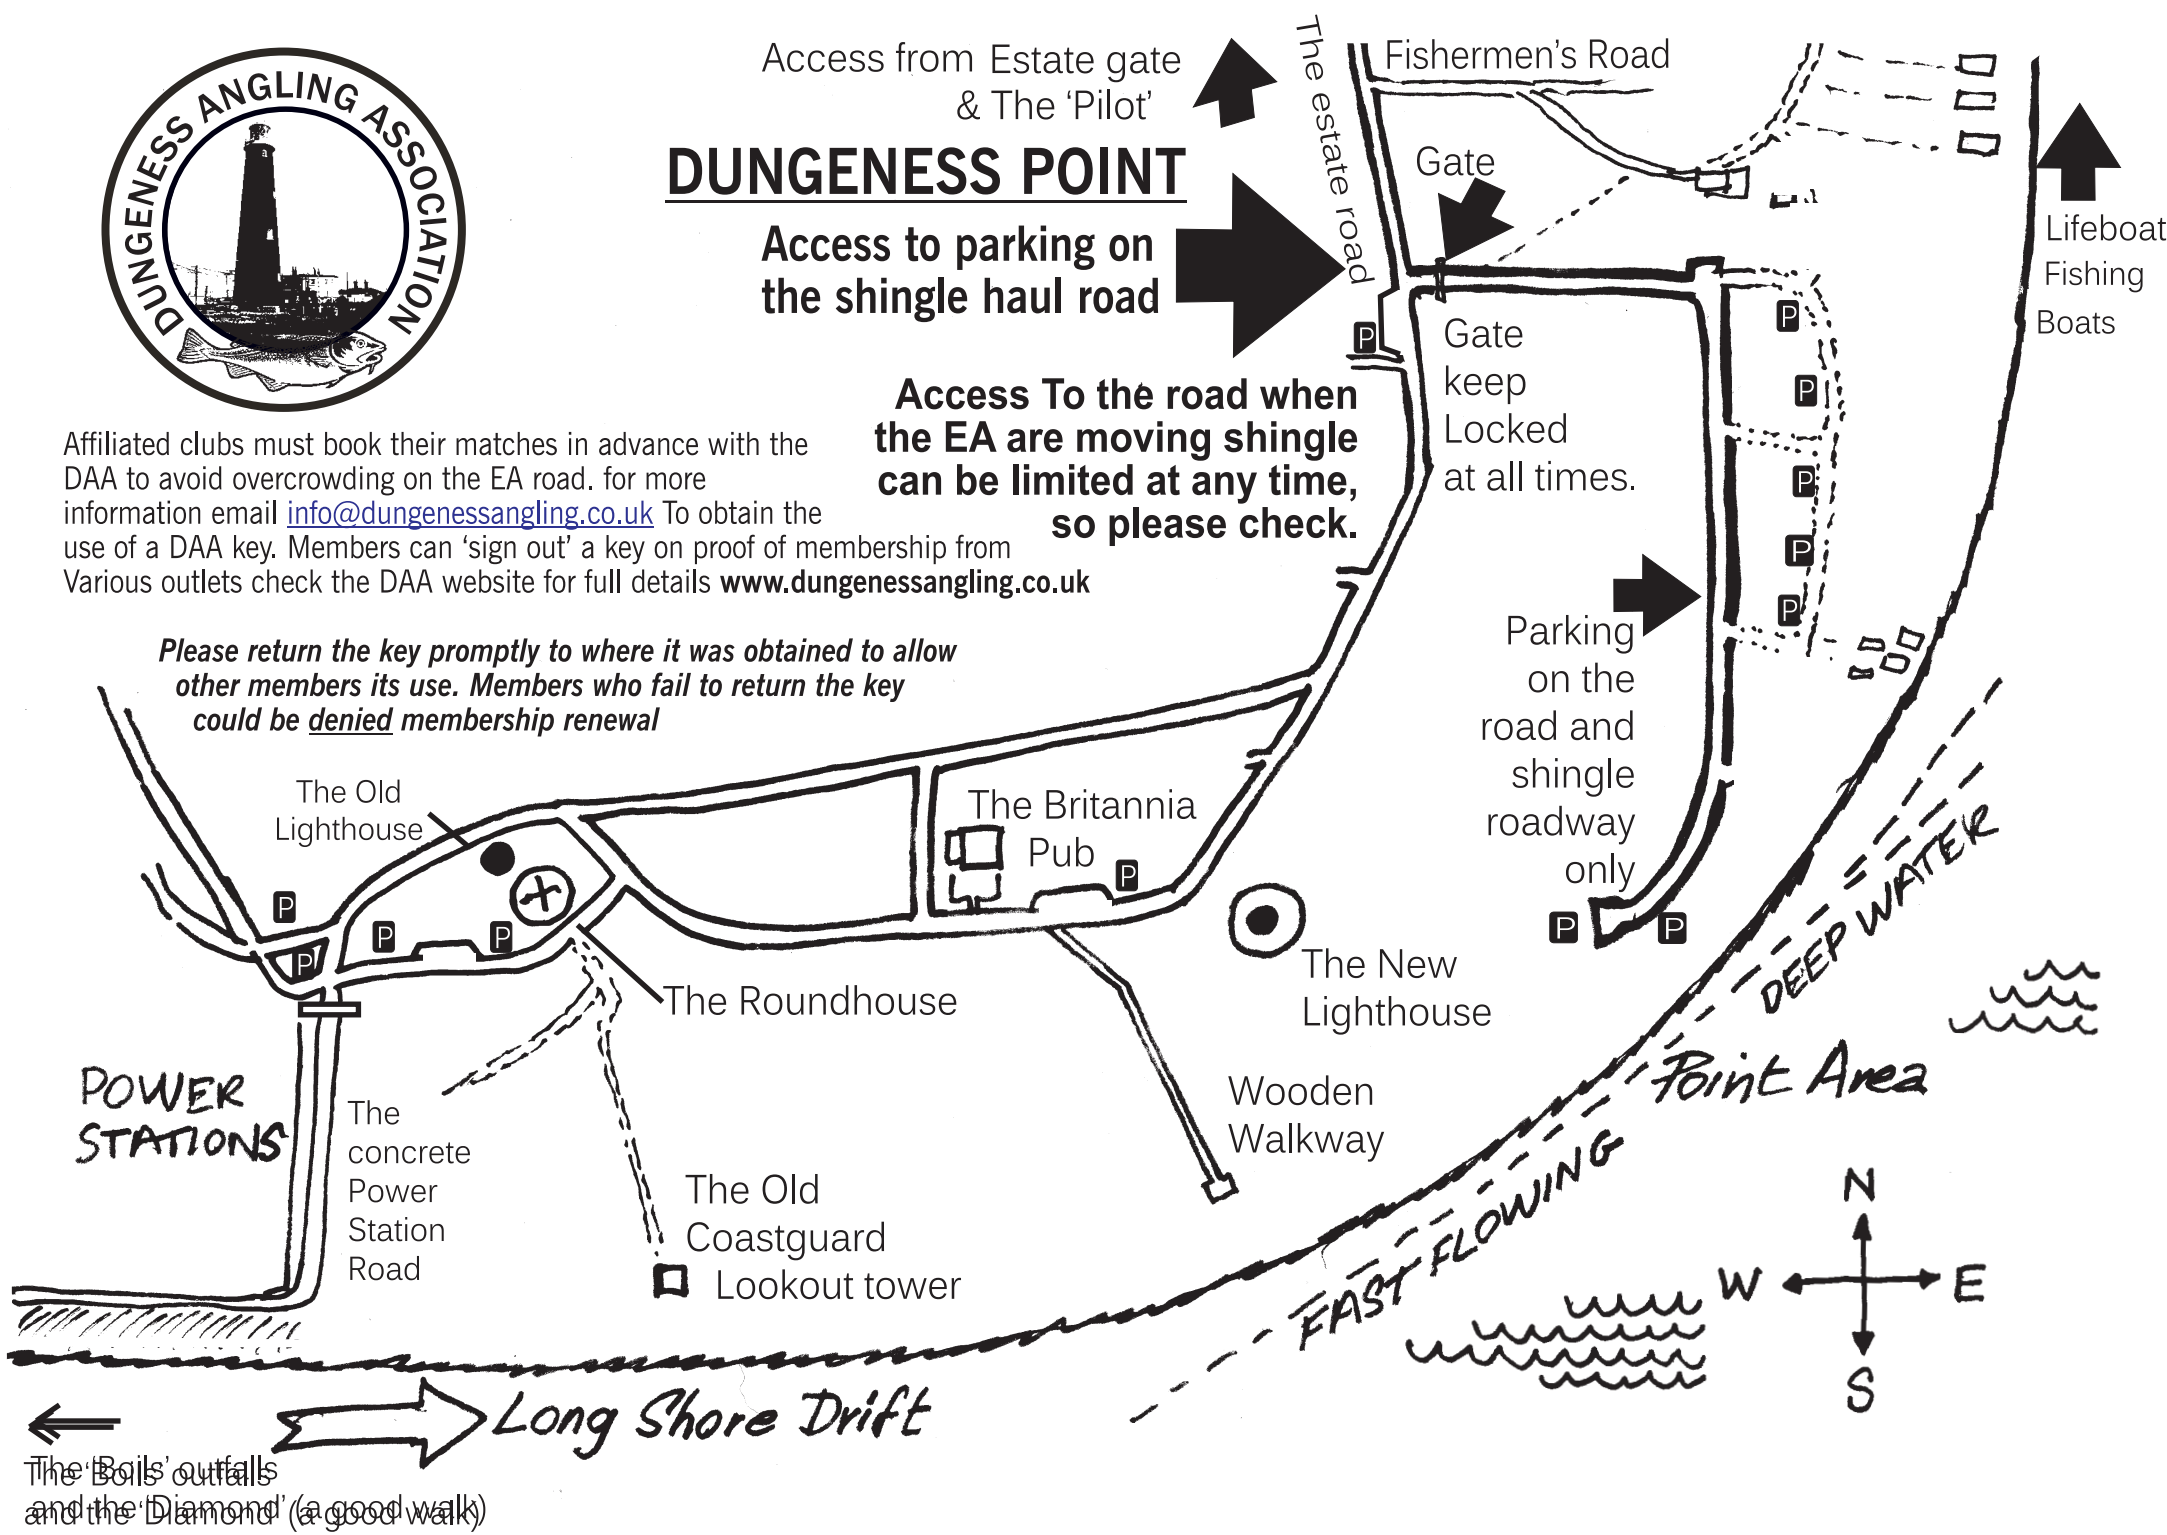 DUNGENESS ANGLING ASSOCIATION
Access from Estate gate
& The ‘Pilot’
The estate road
Fishermen’s Road
DUNGENESS POINT
Gate
Access to parking on
the shingle haul road
Lifeboat
Fishing
Boats
P
P
Gate
keep
Locked
at all times.
P
P
P
P
Access To the road when
the EA are moving shingle
can be limited at any time,
so please check.
Affiliated clubs must book their matches in advance with the
DAA to avoid overcrowding on the EA road. for more
information email info@dungenessangling.co.uk To obtain the
use of a DAA key. Members can ‘sign out’ a key on proof of membership from
Various outlets check the DAA website for full details www.dungenessangling.co.uk
Please return the key promptly to where it was obtained to allow
other members its use. Members who fail to return the key
could be denied membership renewal
Parking
on the
road and
shingle
roadway
only
The Old
Lighthouse
The Britannia
Pub
P
P
P
P
P
P
P
The Roundhouse
The New
Lighthouse
DEEP WATER
Point Area
POWER
STATIONS
The
concrete
Power
Station
Road
Wooden
Walkway
The Old
Coastguard
Lookout tower
FAST FLOWING
N
W E
S
Long Shore Drift
The ‘Boils’ outfalls
and the ‘Diamond’ (a good walk)